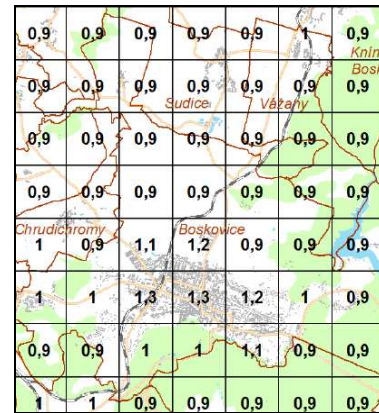 0,9 0,9 0,9 0,9 0,9 1 0,9
Knín
Bosk
0,9 0,9 0,9 0,9 0,9 0,9 0,9
Sudice Vážany
0,9 0,9 0,9 0,9 0,9 0,9 0,9
0,9 0,9 0,9 0,9 0,9 0,9 0,9
Chrudichromy Boskovice
1 0,9 1,1 1,2 0,9 0,9 0,9
1 1 1,3 1,3 1,2 1 0,9
0,9 0,9 1 1 1,1 0,9 0,9
1 1 0,9 0,9 0,9 0,9 0,9